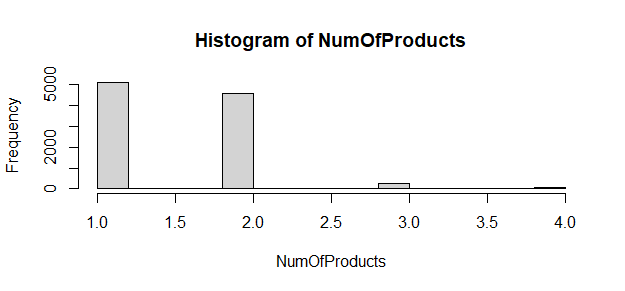 Histogram of NumOfProducts
Frequency
5000
2000
0
1.0 1.5 2.0 2.5 3.0 3.5 4.0
NumOfProducts